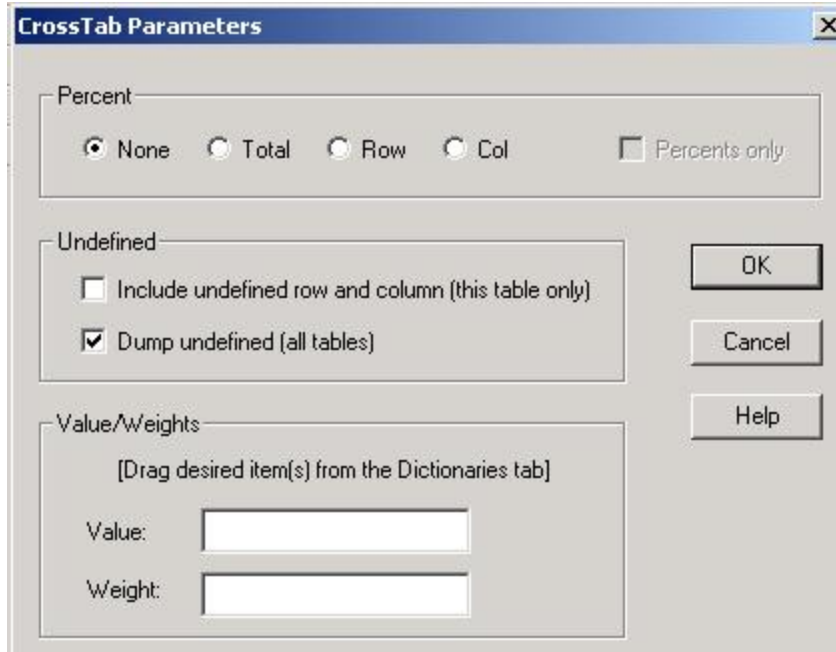 CrossTab Parameters
Percent
None Total Row Col Percents only
Undefined
Include undefined row and column (this table only)
Dump undefined (all tables)
OK
Cancel
Help
Value/Weights
[Drag desired item(s) from the Dictionaries tab]
Value:
Weight: